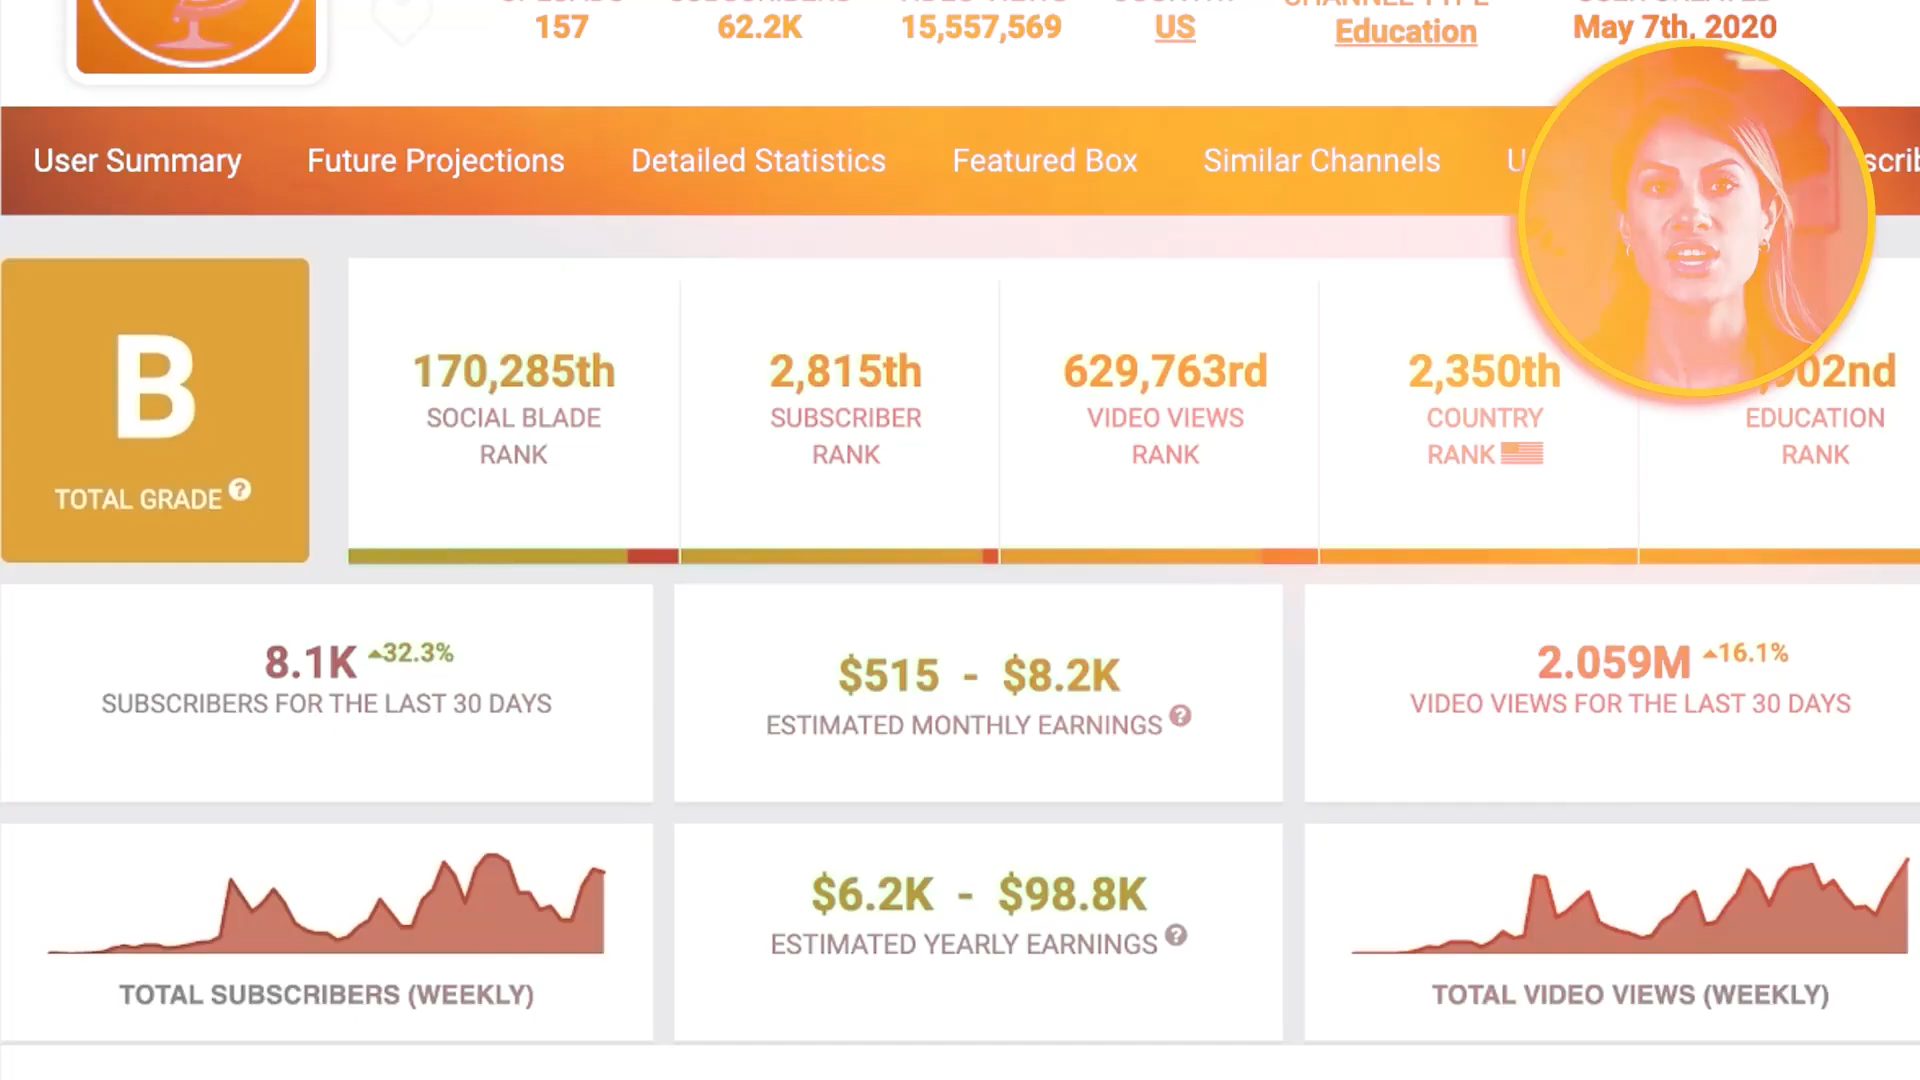 157 62.2K 15,557,569 US Education May 7th, 2020
User Summary Future Projections Detailed Statistics Featured Box Similar Channels
B
TOTAL GRADE ?
170,285th
SOCIAL BLADE
RANK
2,815th
SUBSCRIBER
RANK
629,763rd
VIDEO VIEWS
RANK
2,350th
COUNTRY
RANK
EDUCATION
RANK
8.1K 32.3%
SUBSCRIBERS FOR THE LAST 30 DAYS
$515 - $8.2K
ESTIMATED MONTHLY EARNINGS ?
2.059M 16.1%
VIDEO VIEWS FOR THE LAST 30 DAYS
TOTAL SUBSCRIBERS (WEEKLY)
$6.2K - $98.8K
ESTIMATED YEARLY EARNINGS ?
TOTAL VIDEO VIEWS (WEEKLY)